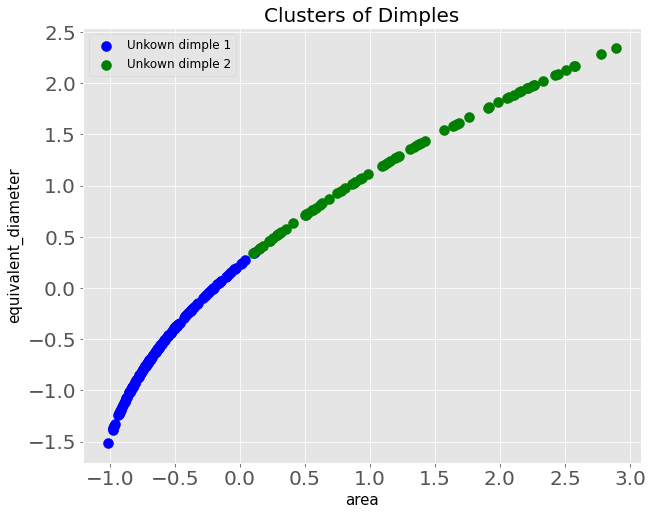 Clusters of Dimples
Unkown dimple 1
Unkown dimple 2
equivalent_diameter
2.5
2.0
1.5
1.0
0.5
0.0
−0.5
−1.0
−1.5
−1.0 −0.5 0.0 0.5 1.0 1.5 2.0 2.5 3.0
area